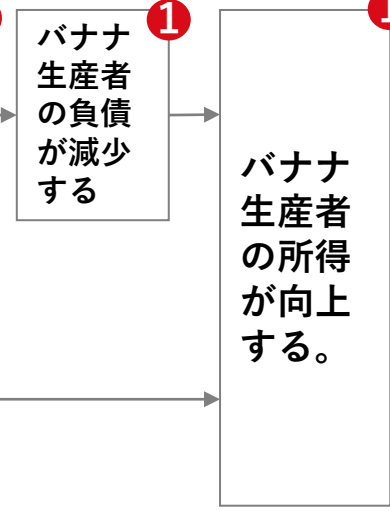 1
バナナ
生産者
の負債
が減少
する
1
バナナ
生産者
の所得
が向上
する。